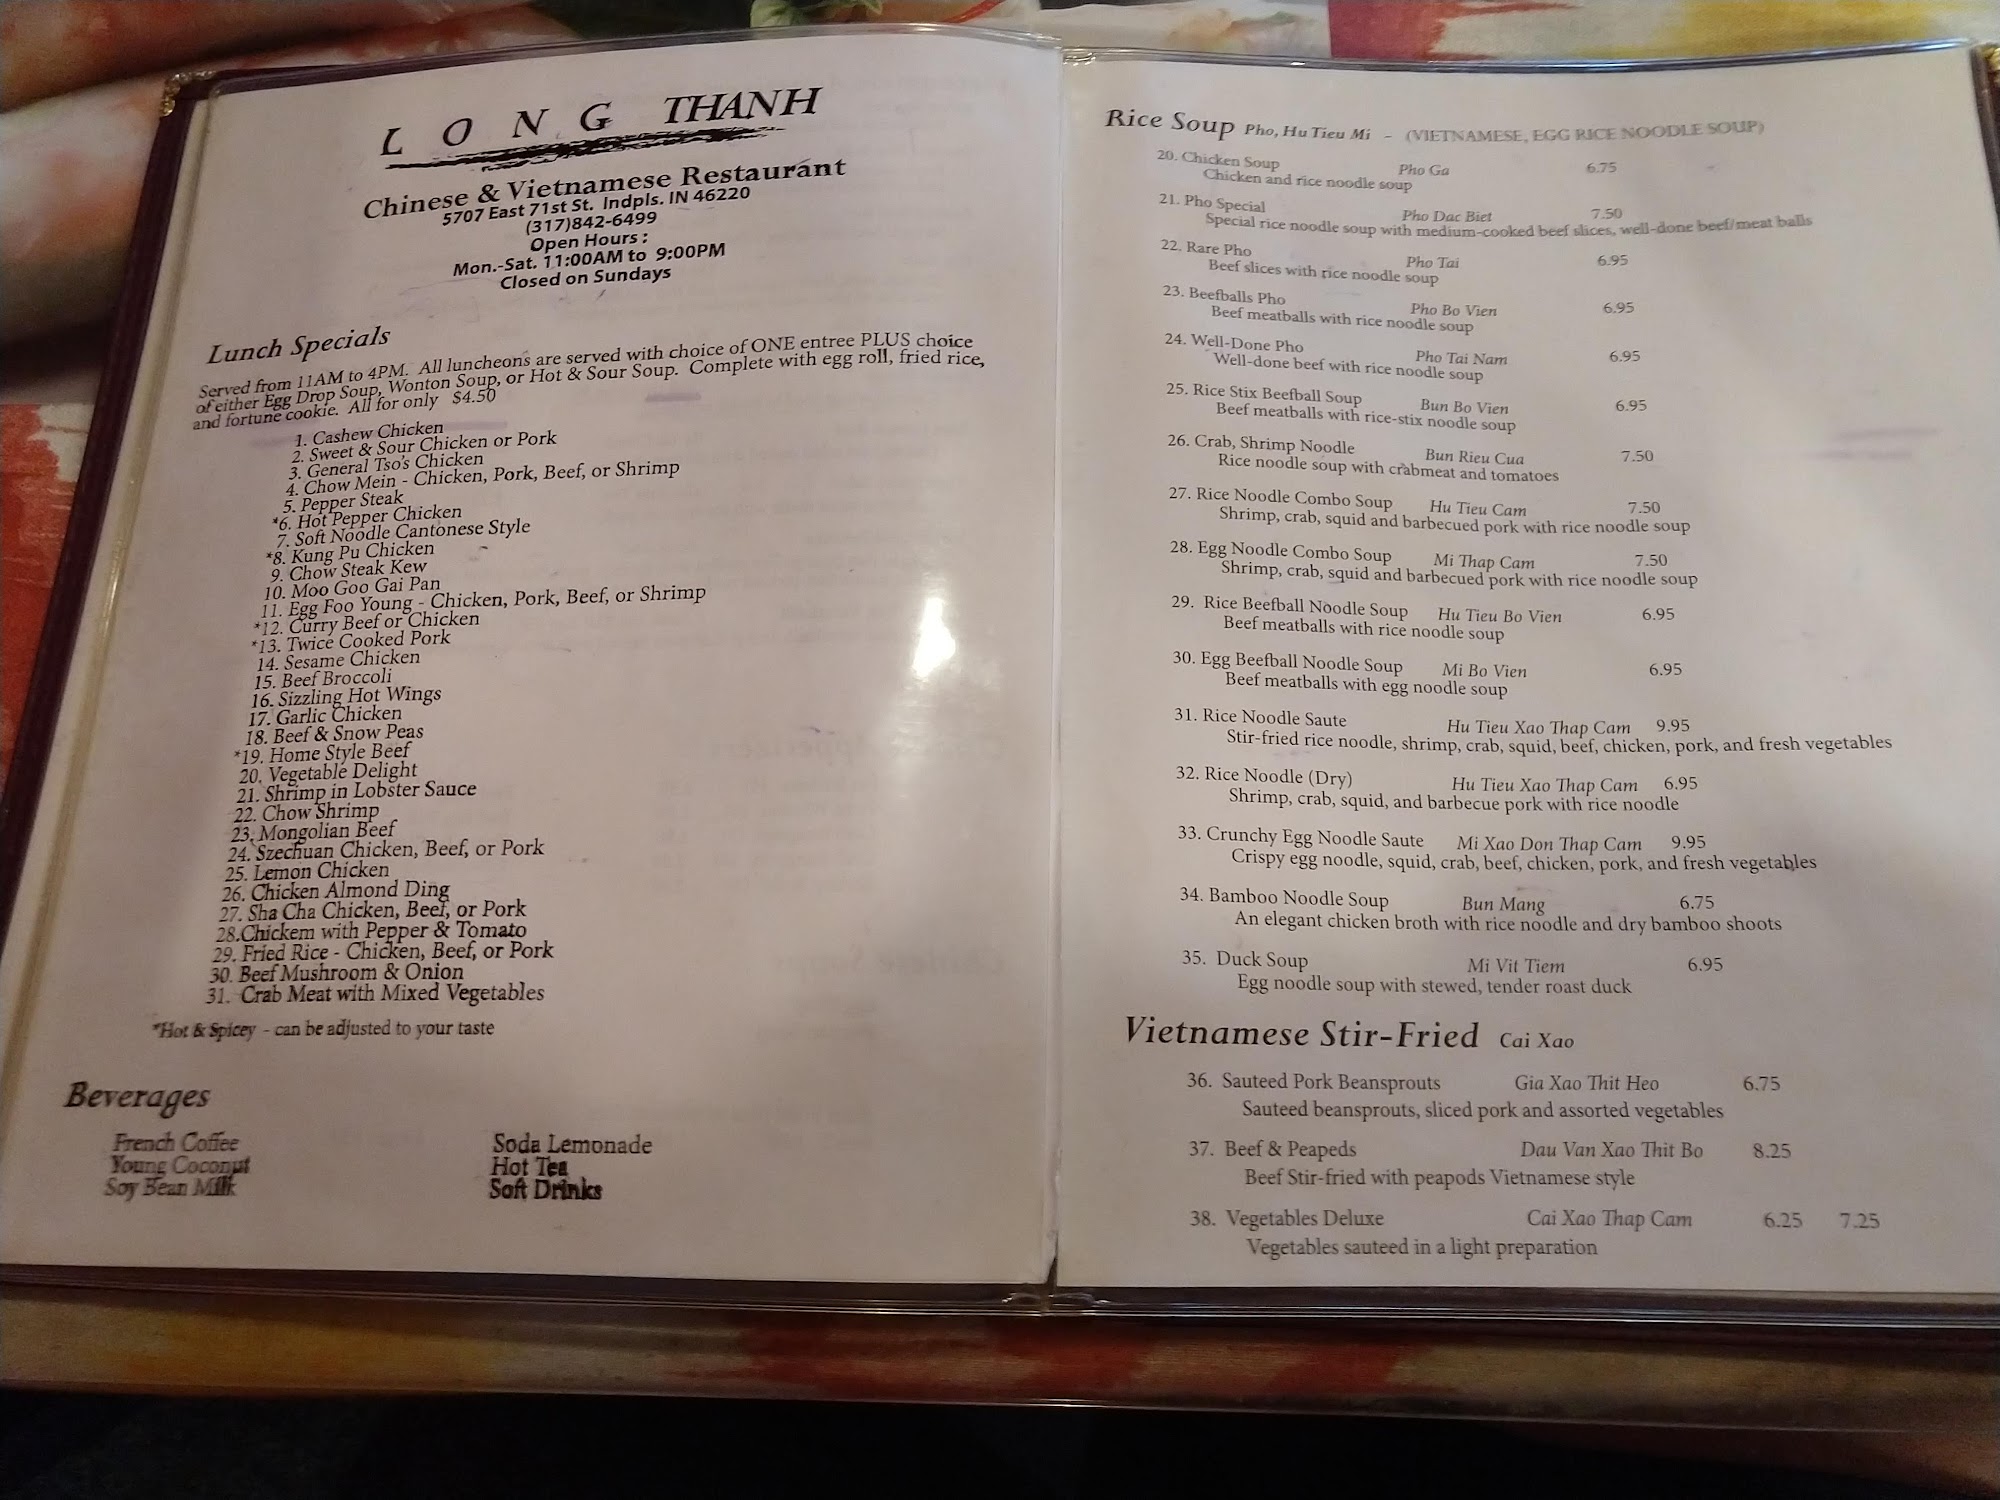 LONG THANH
Chinese & Vietnamese Restaurant
5707 East 71st St. Indpls. IN 46220
(317)842-6499
Open Hours :
Mon.-Sat. 11:00AM to 9:00PM
Closed on Sundays
Lunch Specials
Served from 11AM to 4PM. All luncheons are served with choice of ONE entree PLUS choice
of either Egg Drop Soup, Wonton Soup, or Hot & Sour Soup. Complete with egg roll, fried rice,
and fortune cookie. All for only $4.50
1. Cashew Chicken
2. Sweet & Sour Chicken or Pork
3. General Tso's Chicken
4. Chow Mein - Chicken, Pork, Beef, or Shrimp
5. Pepper Steak
*6. Hot Pepper Chicken
7. Soft Noodle Cantonese Style
*8. Kung Pu Chicken
9. Chow Steak Kew
10. Moo Goo Gai Pan
11. Egg Foo Young - Chicken, Pork, Beef, or Shrimp
*12. Curry Beef or Chicken
*13. Twice Cooked Pork
14. Sesame Chicken
15. Beef Broccoli
16. Sizzling Hot Wings
17. Garlic Chicken
18. Beef & Snow Peas
*19. Home Style Beef
20. Vegetable Delight
21. Shrimp in Lobster Sauce
22. Chow Shrimp
23. Mongolian Beef
24. Szechuan Chicken, Beef, or Pork
25. Lemon Chicken
26. Chicken Almond Ding
27. Sha Cha Chicken, Beef, or Pork
28.Chickem with Pepper & Tomato
29. Fried Rice - Chicken, Beef, or Pork
30. Beef Mushroom & Onion
31. Crab Meat with Mixed Vegetables
*Hot & Spicey - can be adjusted to your taste
Beverages
French Coffee
Young Coconut
Soy Bean Milk
Soda Lemonade
Hot Tea
Soft Drinks
Rice Soup Pho, Hu Tieu Mi - (VIETNAMESE, EGG RICE NOODLE SOUP)
20. Chicken Soup Pho Ga 6.75
Chicken and rice noodle soup
21. Pho Special Pho Dac Biet 7.50
Special rice noodle soup with medium-cooked beef slices, well-done beef/meat balls
22. Rare Pho Pho Tai 6.95
Beef slices with rice noodle soup
23. Beefballs Pho Pho Bo Vien 6.95
Beef meatballs with rice noodle soup
24. Well-Done Pho Pho Tai Nam 6.95
Well-done beef with rice noodle soup
25. Rice Stix Beefball Soup Bun Bo Vien 6.95
Beef meatballs with rice-stix noodle soup
26. Crab, Shrimp Noodle Bun Rieu Cua 7.50
Rice noodle soup with crabmeat and tomatoes
27. Rice Noodle Combo Soup Hu Tieu Cam 7.50
Shrimp, crab, squid and barbecued pork with rice noodle soup
28. Egg Noodle Combo Soup Mi Thap Cam 7.50
Shrimp, crab, squid and barbecued pork with rice noodle soup
29. Rice Beefball Noodle Soup Hu Tieu Bo Vien 6.95
Beef meatballs with rice noodle soup
30. Egg Beefball Noodle Soup Mi Bo Vien 6.95
Beef meatballs with egg noodle soup
31. Rice Noodle Saute Hu Tieu Xao Thap Cam 9.95
Stir-fried rice noodle, shrimp, crab, squid, beef, chicken, pork, and fresh vegetables
32. Rice Noodle (Dry) Hu Tieu Xao Thap Cam 6.95
Shrimp, crab, squid, and barbecue pork with rice noodle
33. Crunchy Egg Noodle Saute Mi Xao Don Thap Cam 9.95
Crispy egg noodle, squid, crab, beef, chicken, pork, and fresh vegetables
34. Bamboo Noodle Soup Bun Mang 6.75
An elegant chicken broth with rice noodle and dry bamboo shoots
35. Duck Soup Mi Vit Tiem 6.95
Egg noodle soup with stewed, tender roast duck
Vietnamese Stir-Fried Cai Xao
36. Sauteed Pork Beansprouts Gia Xao Thit Heo 6.75
Sauteed beansprouts, sliced pork and assorted vegetables
37. Beef & Peapeds Dau Van Xao Thit Bo 8.25
Beef Stir-fried with peapods Vietnamese style
38. Vegetables Deluxe Cai Xao Thap Cam 6.25 7.25
Vegetables sauteed in a light preparation